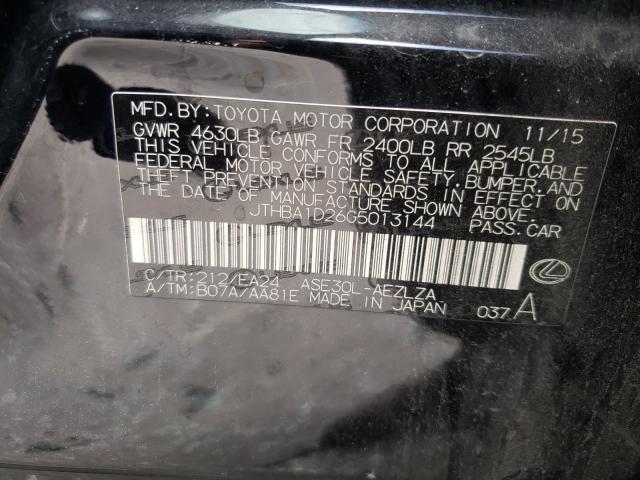 MFD. BY: TOYOTA MOTOR CORPORATION 11/15
GVWR 4630LB GAWR FR 2400LB RR 2545LB
THIS VEHICLE CONFORMS TO ALL APPLICABLE
FEDERAL MOTOR VEHICLE SAFETY, BUMPER, AND
THEFT PREVENTION STANDARDS IN EFFECT ON
THE DATE OF MANUFACTURE SHOWN ABOVE.
JTHBA1D26G5013144 PASS. CAR
C/TR: 212/EA24 ASE30L-AEZLZA
A/TM: B07A/AA81E MADE IN JAPAN 037 A